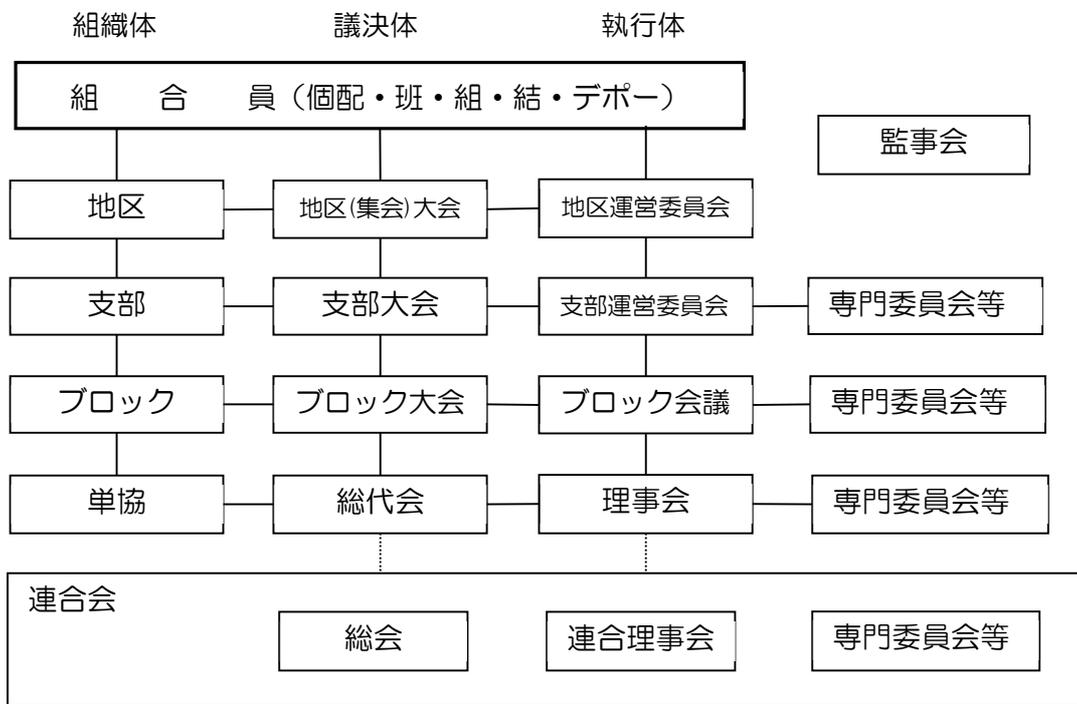 組織体 議決体 執行体
組 合 員（個配・班・組・結・デポー）
監事会
地区 地区(集会)大会 地区運営委員会
支部 支部大会 支部運営委員会 専門委員会等
ブロック ブロック大会 ブロック会議 専門委員会等
単協 総代会 理事会 専門委員会等
連合会
総会 連合理事会 専門委員会等